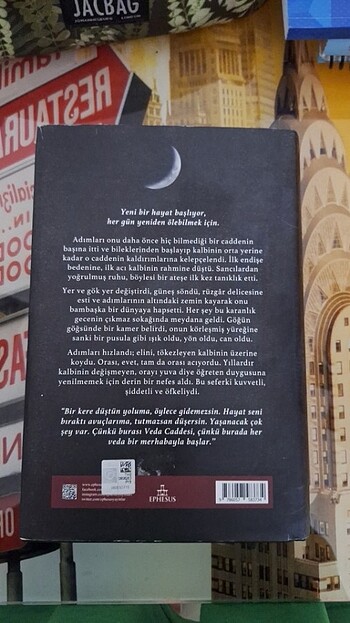 JACBAG
RESTAURA
Yeni bir hayat başlıyor,
her gün yeniden ölebilmek için.
Adımları onu daha önce hiç bilmediği bir caddenin
başına itti ve bileklerinden başlayıp kalbinin orta yerine
kadar o caddenin kaldırımlarına kelepçelendi. İlk endişe
bedenine, ilk acı kalbinin rahmine düştü. Sancılardan
yoğrulmuş ruhu, böylesi bir ateşe ilk kez tanıklık etti.
Yer ve gök yer değiştirdi, güneş söndü, rüzgâr delicesine
esti ve adımlarının altındaki zemin kayarak onu
bambaşka bir dünyaya hapsetti. Her şey bu karanlık
gecenin çıkmaz sokağında meydana geldi. Göğün
göğsünde bir kamer belirdi, onun körleşmiş yüreğine
sanki bir pusula gibi ışık oldu, yön oldu, can oldu.
Adımları hızlandı; elini, tökezleyen kalbinin üzerine
koydu. Orası, evet, tam da orası acıyordu. Yıllardır
kalbinin değişmeyen, orayı yuva diye öğreten duygusuna
yenilmemek için derin bir nefes aldı. Bu seferki kuvvetli,
şiddetli ve öfkeliydi.
"Bir kere düştün yoluma, öylece gidemezsin. Hayat seni
bıraktı avuçlarıma, tutmazsan düşersin. Yaşanacak çok
şey var. Çünkü burası Veda Caddesi, çünkü burada her
veda bir merhabayla başlar."
EPHESUS